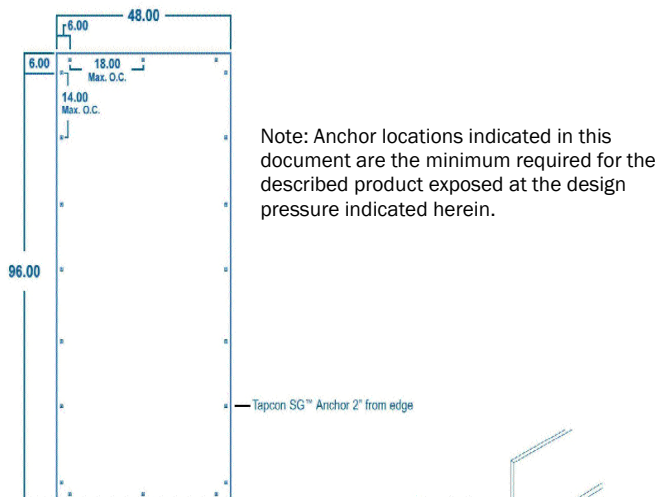 48.00
6.00
6.00
18.00
Max. O.C.
14.00
Max. O.C.
Note: Anchor locations indicated in this
document are the minimum required for the
described product exposed at the design
pressure indicated herein.
96.00
Tapcon SG™ Anchor 2" from edge